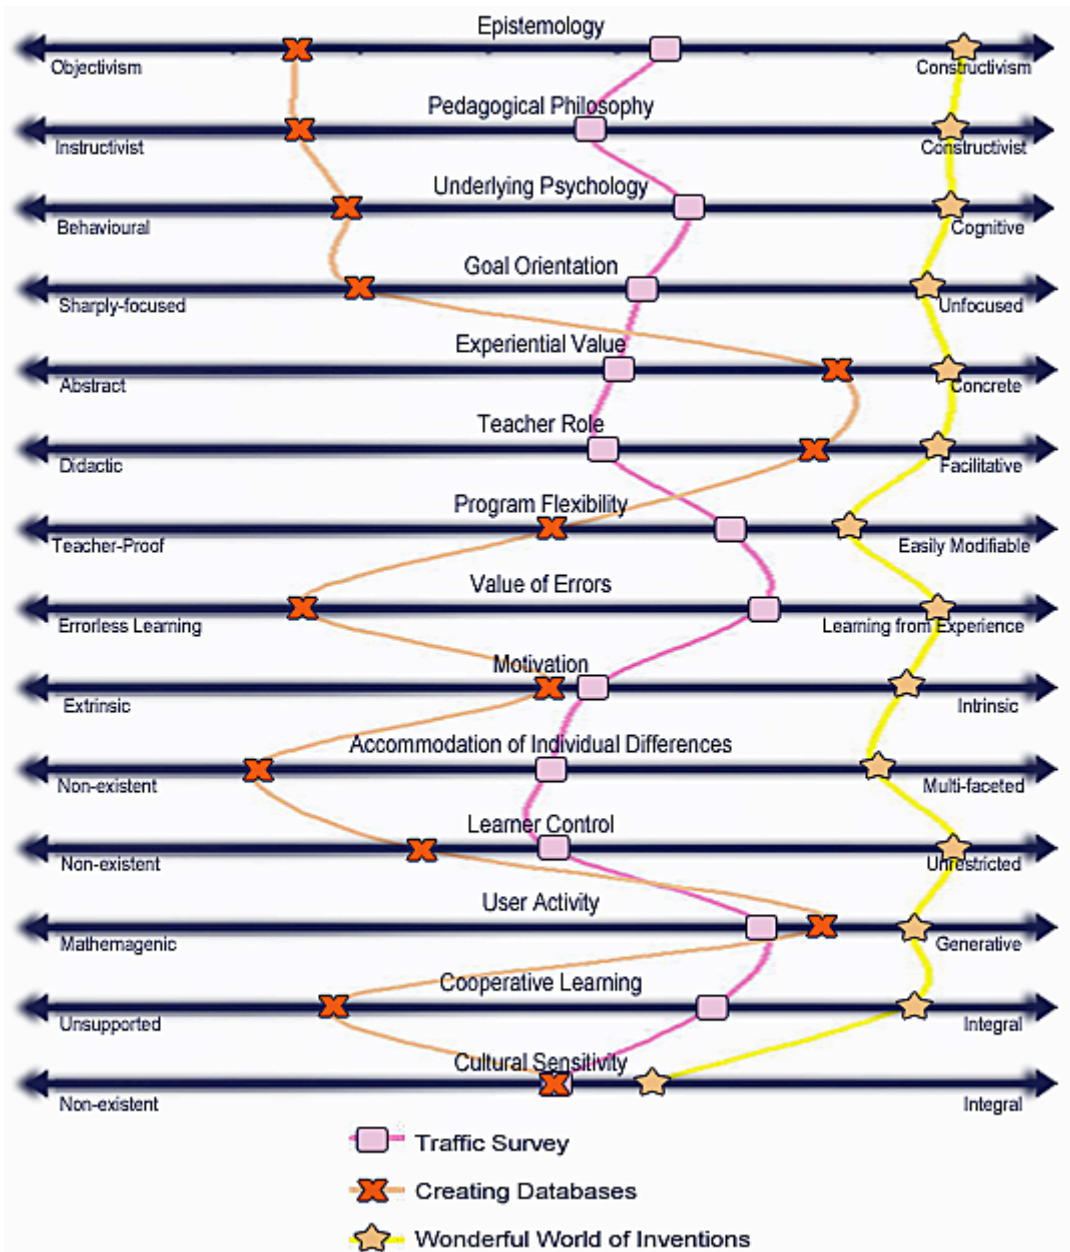 Epistemology
Objectivism Constructivism
Pedagogical Philosophy
Instructivist Constructivist
Underlying Psychology
Behavioural Cognitive
Goal Orientation
Sharply-focused Unfocused
Experiential Value
Abstract Concrete
Teacher Role
Didactic Facilitative
Program Flexibility
Teacher-Proof Easily Modifiable
Value of Errors
Errorless Learning Learning from Experience
Motivation
Extrinsic Intrinsic
Accommodation of Individual Differences
Non-existent Multi-faceted
Learner Control
Non-existent Unrestricted
User Activity
Mathemagenic Generative
Cooperative Learning
Unsupported Integral
Cultural Sensitivity
Non-existent Integral
Traffic Survey
Creating Databases
Wonderful World of Inventions